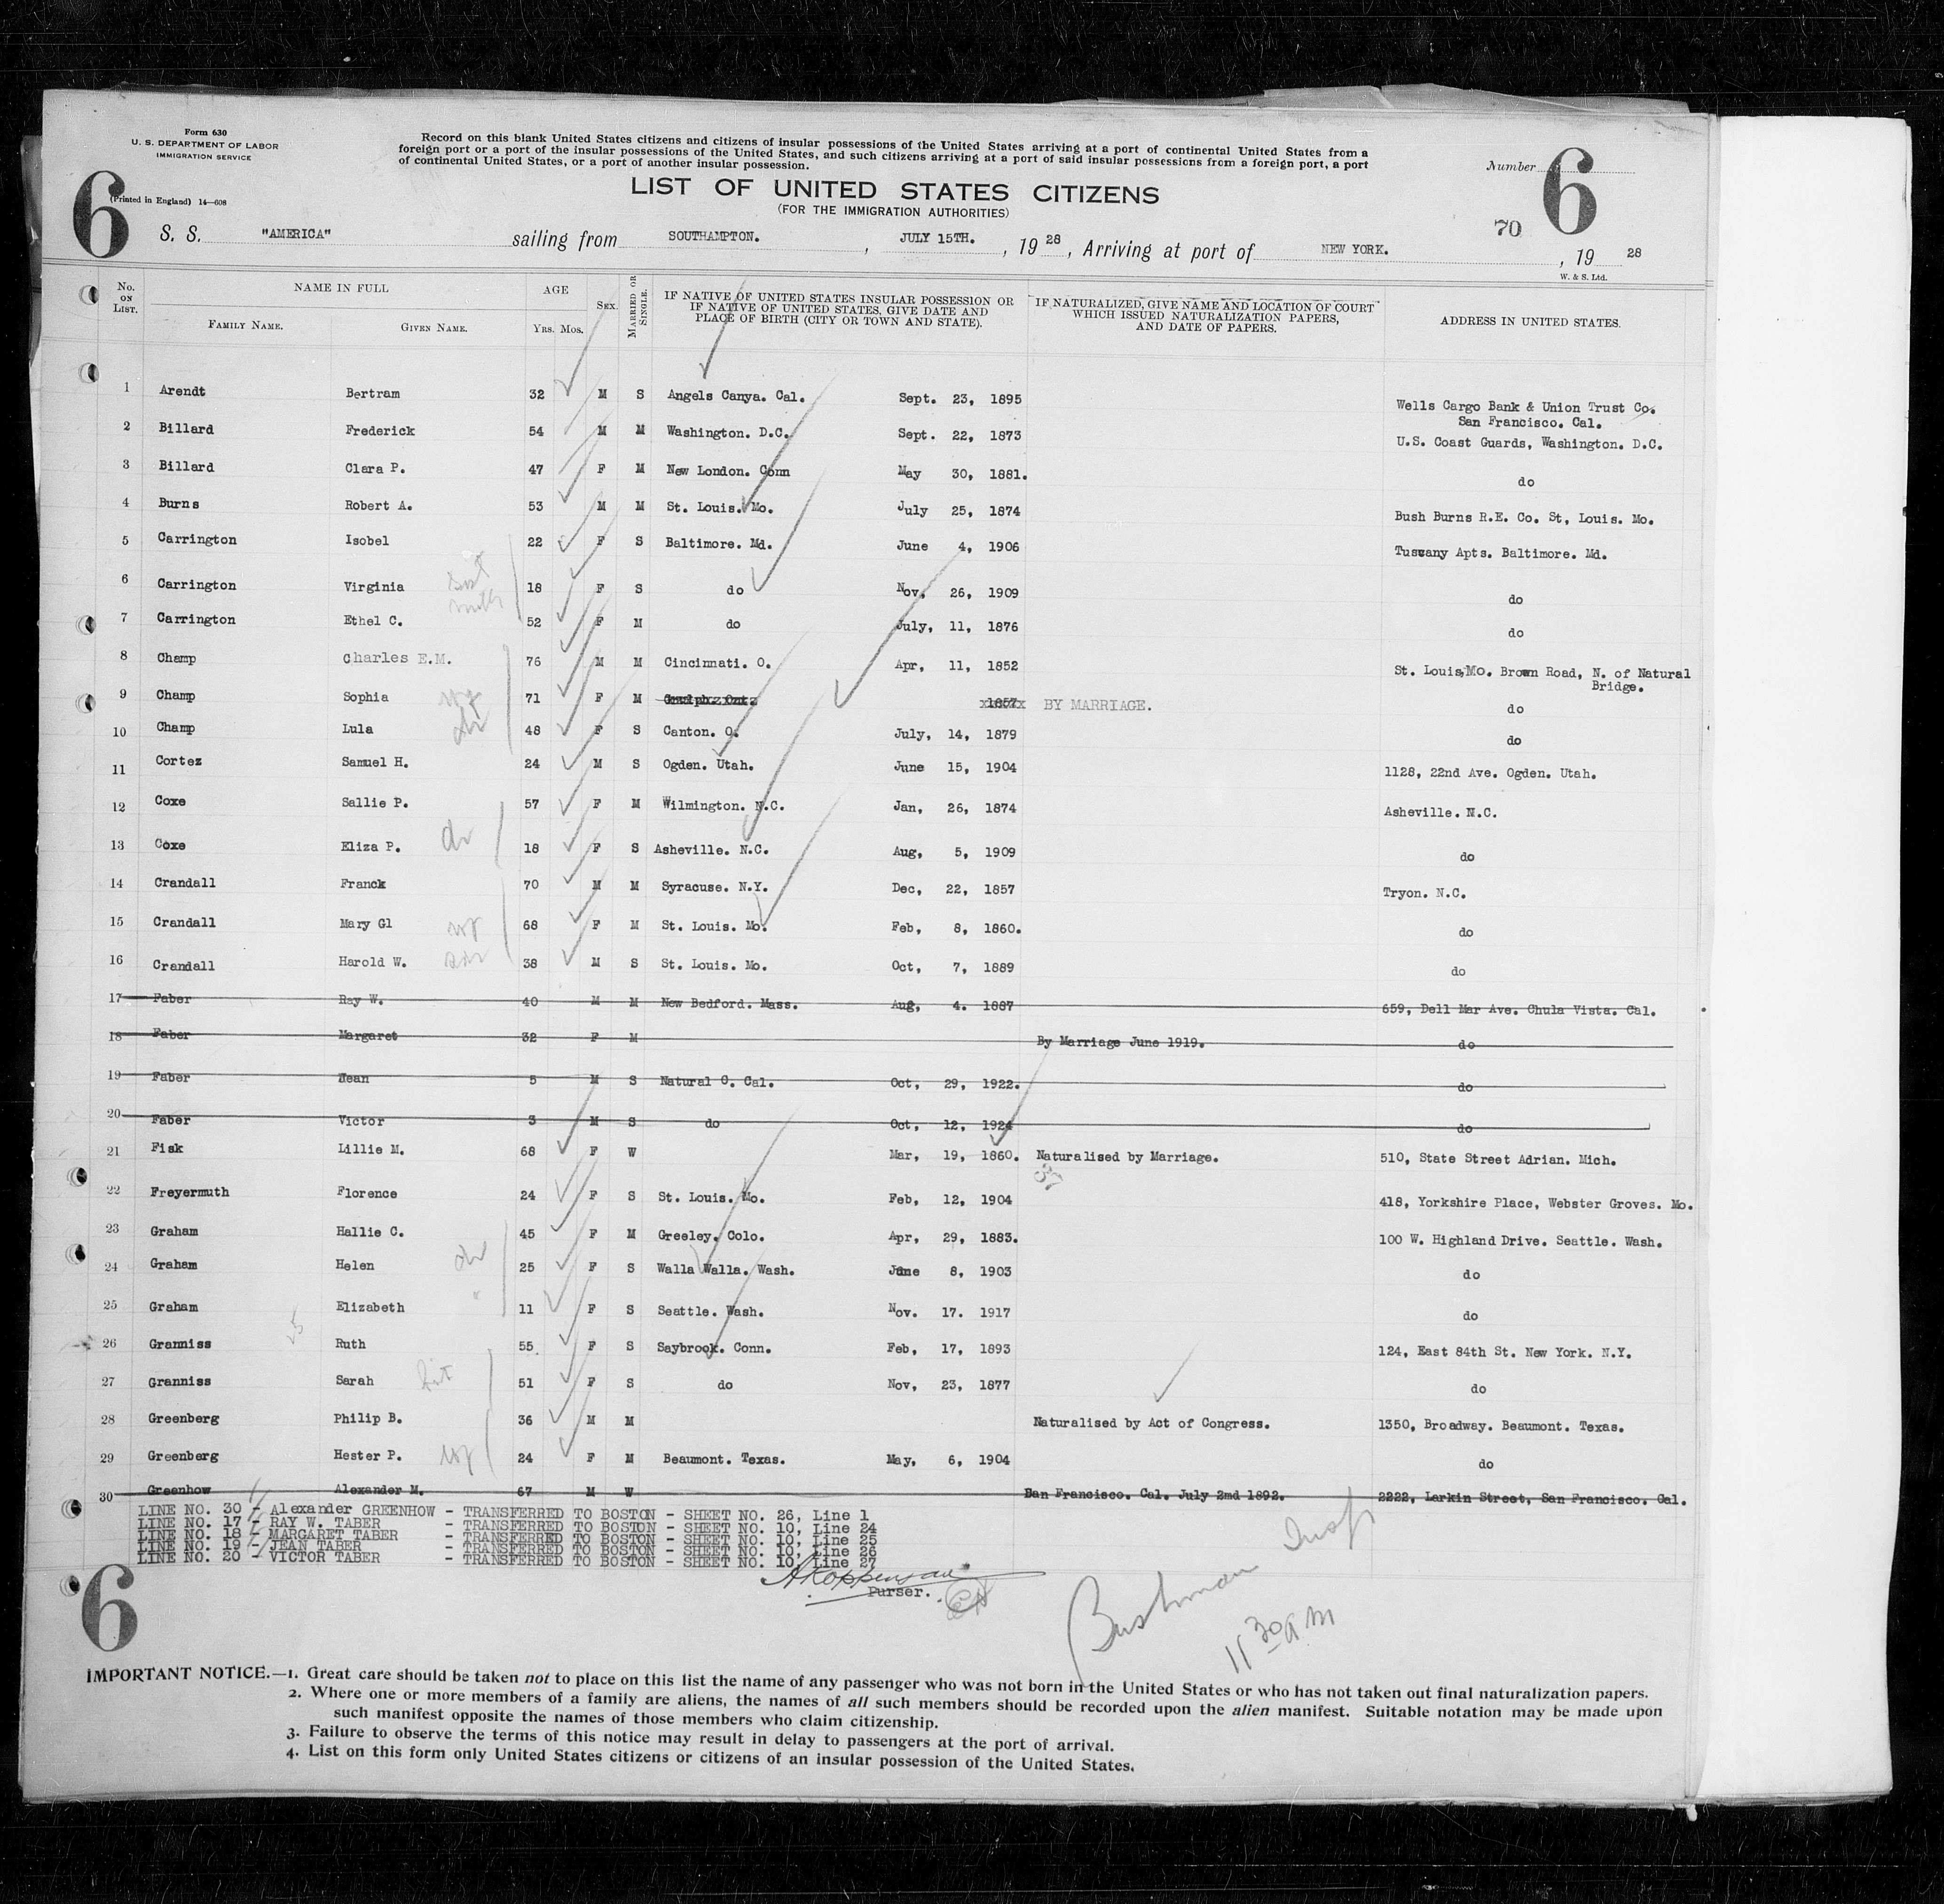 Form 630
U. S. DEPARTMENT OF LABOR
IMMIGRATION SERVICE
Record on this blank United States citizens and citizens of insular possessions of the United States arriving at a port of continental United States from a
foreign port or a port of the insular possessions of the United States, and such citizens arriving at a port of said insular possessions from a foreign port, a port
of continental United States, or a port of another insular possession.
Number
6
6
(Printed in England) 14—608
LIST OF UNITED STATES CITIZENS
(FOR THE IMMIGRATION AUTHORITIES)
70
S. S. "AMERICA" sailing from SOUTHAMPTON. , JULY 15TH. , 19 28 , Arriving at port of NEW YORK. , 19 28
W. & S. Ltd.
No. ON LIST. NAME IN FULL FAMILY NAME. GIVEN NAME. AGE Yrs. Mos. SEX. MARRIED OR SINGLE. IF NATIVE OF UNITED STATES INSULAR POSSESSION OR IF NATIVE OF UNITED STATES, GIVE DATE AND PLACE OF BIRTH (CITY OR TOWN AND STATE). IF NATURALIZED, GIVE NAME AND LOCATION OF COURT WHICH ISSUED NATURALIZATION PAPERS, AND DATE OF PAPERS. ADDRESS IN UNITED STATES.
1 Arendt Bertram 32 M S Angels Canya. Cal. Sept. 23, 1895 Wells Cargo Bank & Union Trust Co. San Francisco. Cal.
2 Billard Frederick 54 M M Washington. D.C. Sept. 22, 1873 U.S. Coast Guards, Washington. D.C.
3 Billard Clara P. 47 F M New London. Conn May 30, 1881. do
4 Burns Robert A. 53 M M St. Louis. Mo. July 25, 1874 Bush Burns R.E. Co. St, Louis. Mo.
5 Carrington Isobel 22 F S Baltimore. Md. June 4, 1906 Tuscany Apts. Baltimore. Md.
6 Carrington Virginia 18 F S do Nov. 26, 1909 do
7 Carrington Ethel C. 52 F M do July, 11, 1876 do
8 Champ Charles E.M. 76 M M Cincinnati. O. Apr, 11, 1852 St. Louis, Mo. Brown Road, N. of Natural Bridge.
9 Champ Sophia 71 F M 1857 BY MARRIAGE. do
10 Champ Lula 48 F S Canton. O. July, 14, 1879 do
11 Cortez Samuel H. 24 M S Ogden. Utah. June 15, 1904 1128, 22nd Ave. Ogden. Utah.
12 Coxe Sallie P. 57 F M Wilmington. N.C. Jan, 26, 1874 Asheville. N.C.
13 Coxe Eliza P. dr 18 F S Asheville. N.C. Aug, 5, 1909 do
14 Crandall Franck 70 M M Syracuse. N.Y. Dec, 22, 1857 Tryon. N.C.
15 Crandall Mary Gl wf 68 F M St. Louis. Mo. Feb, 8, 1860. do
16 Crandall Harold W. son 38 M S St. Louis. Mo. Oct, 7, 1889 do
17 Faber Ray W. 40 M M New Bedford. Mass. Aug, 4. 1887 659, Dell Mar Ave. Chula Vista. Cal.
18 Faber Margaret 32 F M By Marriage June 1919. do
19 Faber Nean 5 M S Natural C. Cal. Oct, 29, 1922. do
20 Faber Victor 3 M S do Oct, 12, 1924 do
21 Fisk Lillie M. 68 F W Mar, 19, 1860. Naturalised by Marriage. 510, State Street Adrian. Mich.
22 Freyermuth Florence 24 F S St. Louis. Mo. Feb, 12, 1904 418, Yorkshire Place, Webster Groves. Mo.
23 Graham Hallie C. 45 F M Greeley. Colo. Apr, 29, 1883. 100 W. Highland Drive. Seattle. Wash.
24 Graham Helen dr 25 F S Walla Walla. Wash. June 8, 1903 do
25 Graham Elizabeth " 11 F S Seattle. Wash. Nov. 17. 1917 do
26 Granniss Ruth 55 F S Saybrook. Conn. Feb, 17, 1893 124, East 84th St. New York. N.Y.
27 Granniss Sarah 51 F S do Nov, 23, 1877 do
28 Greenberg Philip B. 36 M M Naturalised by Act of Congress. 1350, Broadway. Beaumont. Texas.
29 Greenberg Hester P. wf 24 F M Beaumont. Texas. May, 6, 1904 do
30 Greenhow Alexander M. 67 M W San Francisco. Cal. July 2nd 1892. 2222, Larkin Street, San Francisco. Cal.
LINE NO. 30 - Alexander GREENHOW - TRANSFERRED TO BOSTON - SHEET NO. 26, Line 1
LINE NO. 17 - RAY W. TABER - TRANSFERRED TO BOSTON - SHEET NO. 10, Line 24
LINE NO. 18 - MARGARET TABER - TRANSFERRED TO BOSTON - SHEET NO. 10, Line 25
LINE NO. 19 - JEAN TABER - TRANSFERRED TO BOSTON - SHEET NO. 10, Line 26
LINE NO. 20 - VICTOR TABER - TRANSFERRED TO BOSTON - SHEET NO. 10, Line 27
Purser.
Bushman Insp
11 30 a m
6
IMPORTANT NOTICE.—1. Great care should be taken not to place on this list the name of any passenger who was not born in the United States or who has not taken out final naturalization papers.
2. Where one or more members of a family are aliens, the names of all such members should be recorded upon the alien manifest. Suitable notation may be made upon
such manifest opposite the names of those members who claim citizenship.
3. Failure to observe the terms of this notice may result in delay to passengers at the port of arrival.
4. List on this form only United States citizens or citizens of an insular possession of the United States.